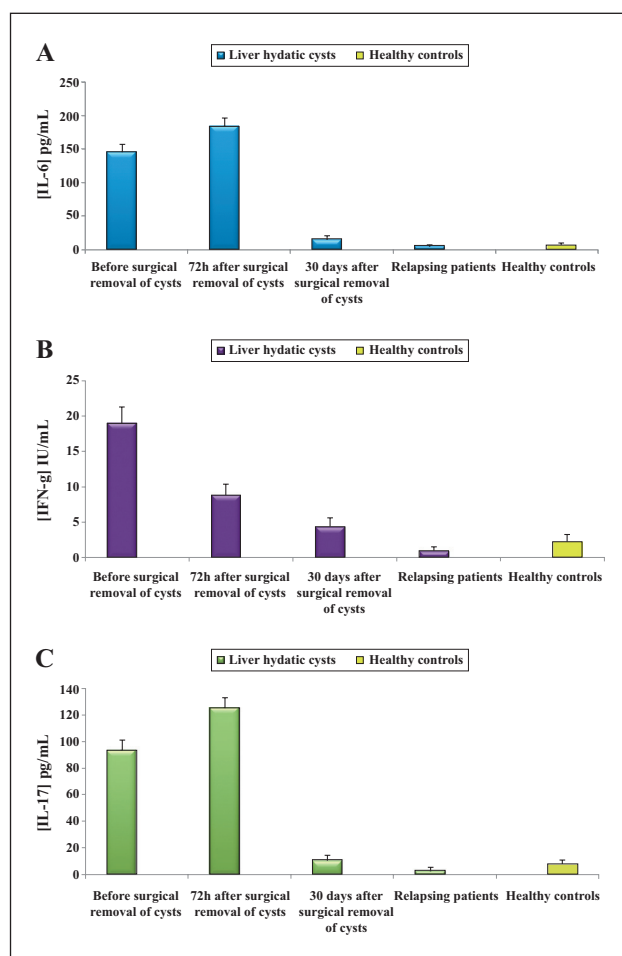 A
Liver hydatic cysts
Healthy controls
[IL-6] pg/mL
250
200
150
100
50
0
Before surgical 72h after surgical 30 days after Relapsing patients Healthy controls
removal of cysts removal of cysts surgical removal
of cysts
B
Liver hydatic cysts
Healthy controls
[IFN-g] IU/mL
25
20
15
10
5
0
Before surgical 72h after surgical 30 days after Relapsing patients Healthy controls
removal of cysts removal of cysts surgical removal
of cysts
C
Liver hydatic cysts
Healthy controls
[IL-17] pg/mL
140
120
100
80
60
40
20
0
Before surgical 72h after surgical 30 days after Relapsing patients Healthy controls
removal of cysts removal of cysts surgical removal
of cysts